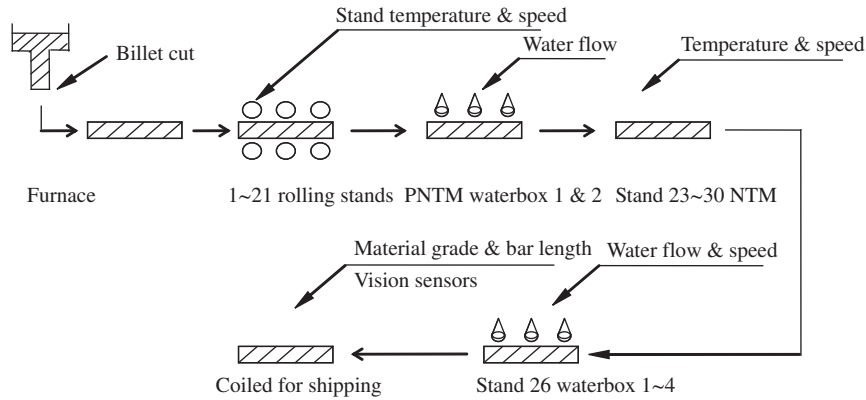 Stand temperature & speed
Billet cut
Water flow
Temperature & speed
Furnace
1~21 rolling stands
PNTM waterbox 1 & 2
Stand 23~30 NTM
Material grade & bar length
Vision sensors
Water flow & speed
Coiled for shipping
Stand 26 waterbox 1~4